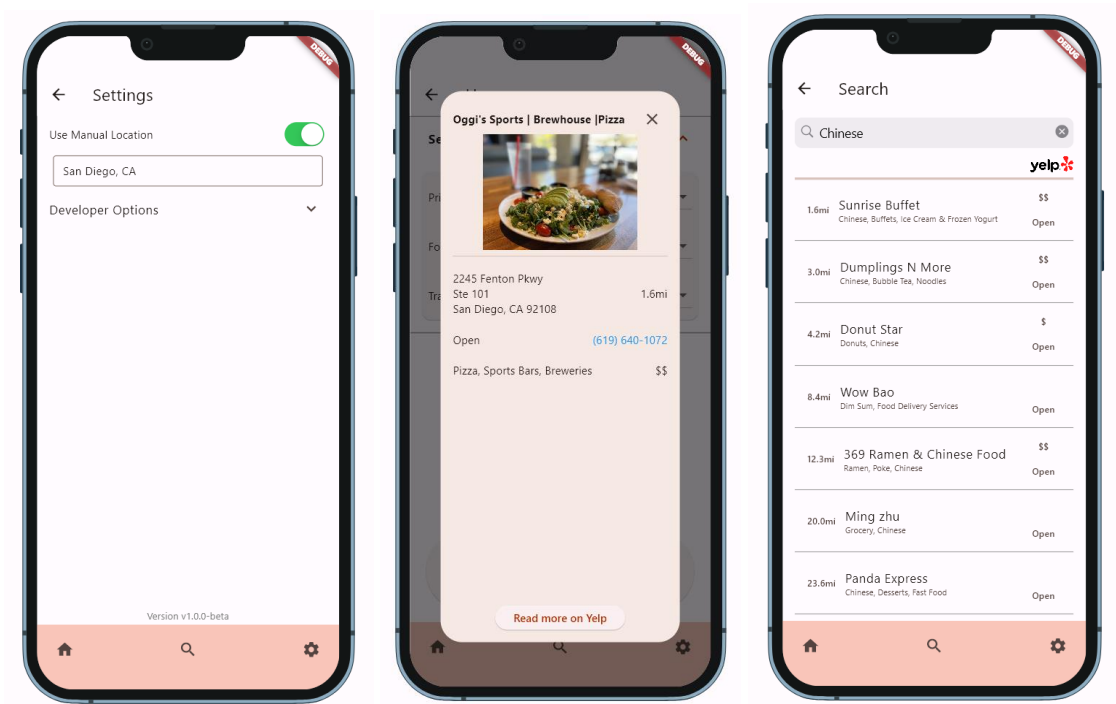 DEBUG
Settings
Use Manual Location
San Diego, CA
Developer Options
Version v1.0.0-beta
DEBUG
Oggi's Sports | Brewhouse |Pizza
Se
Pri
Fo
Tra
2245 Fenton Pkwy
Ste 101
San Diego, CA 92108
1.6mi
Open
(619) 640-1072
Pizza, Sports Bars, Breweries
$$
Read more on Yelp
DEBUG
Search
Chinese
yelp
1.6mi
Sunrise Buffet
Chinese, Buffets, Ice Cream & Frozen Yogurt
$$
Open
3.0mi
Dumplings N More
Chinese, Bubble Tea, Noodles
$$
Open
4.2mi
Donut Star
Donuts, Chinese
$
Open
8.4mi
Wow Bao
Dim Sum, Food Delivery Services
Open
12.3mi
369 Ramen & Chinese Food
Ramen, Poke, Chinese
$$
Open
20.0mi
Ming zhu
Grocery, Chinese
Open
23.6mi
Panda Express
Chinese, Desserts, Fast Food
Open